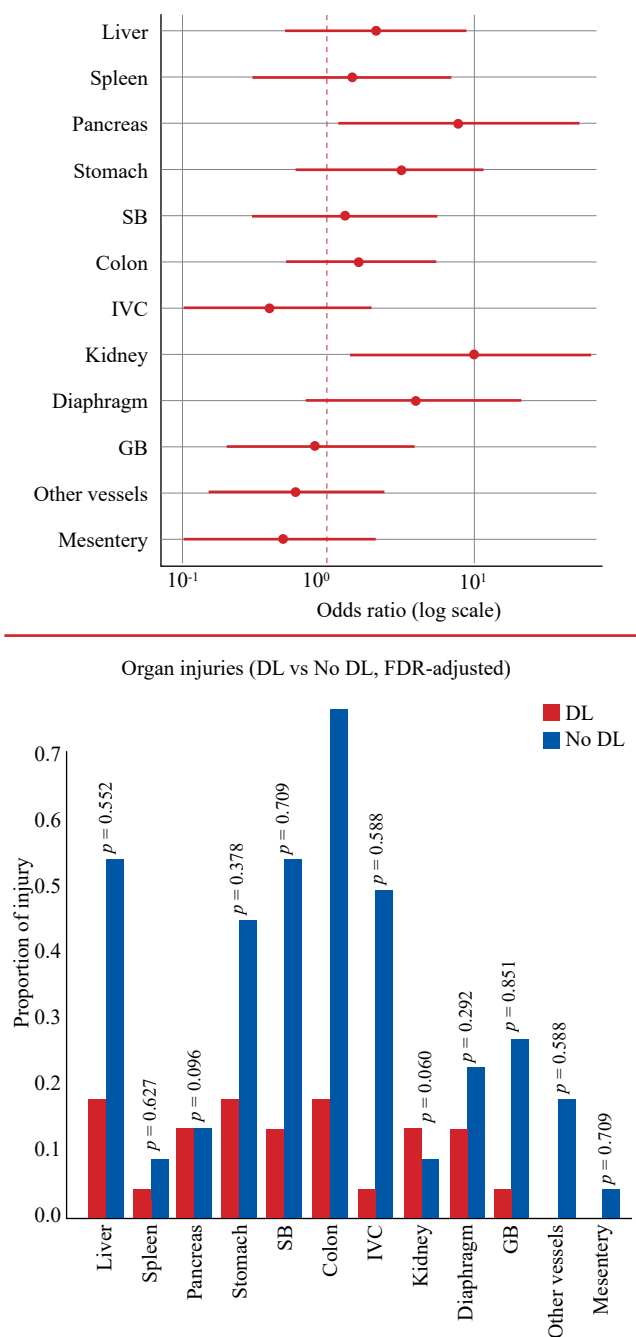 Liver
Spleen
Pancreas
Stomach
SB
Colon
IVC
Kidney
Diaphragm
GB
Other vessels
Mesentery
10-1
100
101
Odds ratio (log scale)
Organ injuries (DL vs No DL, FDR-adjusted)
DL
No DL
Proportion of injury
0.7
0.6
0.5
0.4
0.3
0.2
0.1
0.0
p = 0.552
p = 0.627
p = 0.096
p = 0.378
p = 0.709
p = 0.588
p = 0.060
p = 0.292
p = 0.851
p = 0.588
p = 0.709
Liver
Spleen
Pancreas
Stomach
SB
Colon
IVC
Kidney
Diaphragm
GB
Other vessels
Mesentery